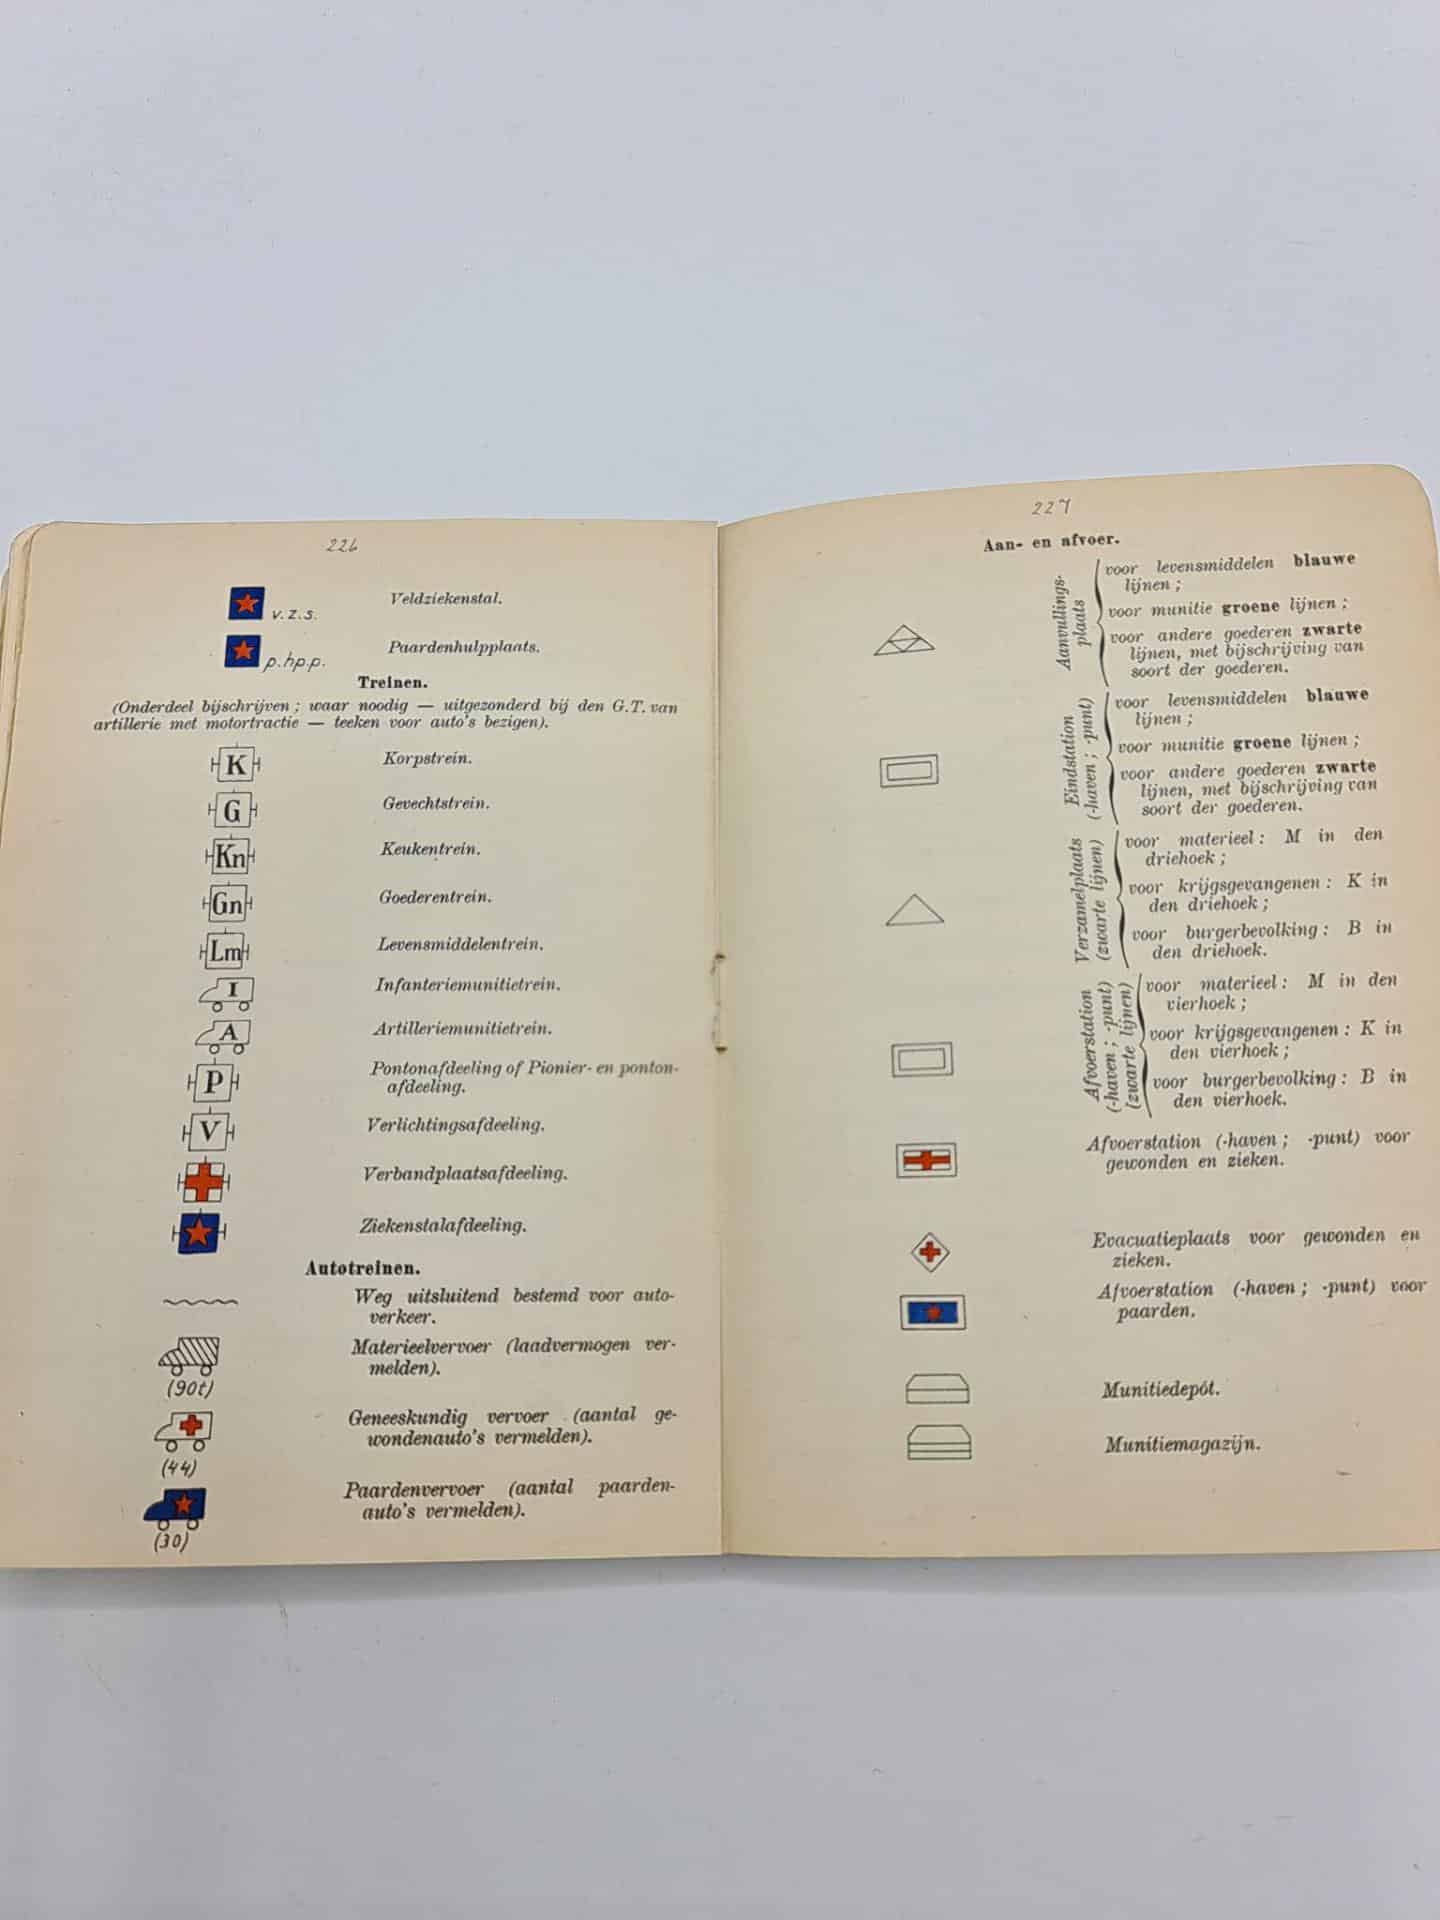 226
v.z.s. Veldziekenstal.
p.hp.p. Paardenhulpplaats.
Treinen.
(Onderdeel bijschrijven; waar noodig — uitgezonderd bij den G.T. van
artillerie met motortractie — teeken voor auto's bezigen).
K Korpstrein.
G Gevechtstrein.
Kn Keukentrein.
Gn Goederentrein.
Lm Levensmiddelentrein.
I Infanteriemunitietrein.
A Artilleriemunitietrein.
P Pontonafdeeling of Pionier- en ponton-
afdeeling.
V Verlichtingsafdeeling.
Verbandplaatsafdeeling.
Ziekenstalafdeeling.
Autotreinen.
Weg uitsluitend bestemd voor auto-
verkeer.
Materieelvervoer (laadvermogen ver-
(90t) melden).
Geneeskundig vervoer (aantal ge-
wondenauto's vermelden).
(44)
Paardenvervoer (aantal paarden-
auto's vermelden).
(30)
227
Aan- en afvoer.
Aanvullings-
plaats
voor levensmiddelen blauwe
lijnen;
voor munitie groene lijnen;
voor andere goederen zwarte
lijnen, met bijschrijving van
soort der goederen.
Eindstation
(-haven; -punt)
voor levensmiddelen blauwe
lijnen;
voor munitie groene lijnen;
voor andere goederen zwarte
lijnen, met bijschrijving van
soort der goederen.
Verzamelplaats
(zwarte lijnen)
voor materieel: M in den
driehoek;
voor krijgsgevangenen: K in
den driehoek;
voor burgerbevolking: B in
den driehoek.
Afvoerstation
(-haven; -punt)
(zwarte lijnen)
voor materieel: M in den
vierhoek;
voor krijgsgevangenen: K in
den vierhoek;
voor burgerbevolking: B in
den vierhoek.
Afvoerstation (-haven; -punt) voor
gewonden en zieken.
Evacuatieplaats voor gewonden en
zieken.
Afvoerstation (-haven; -punt) voor
paarden.
Munitiedepôt.
Munitiemagazijn.